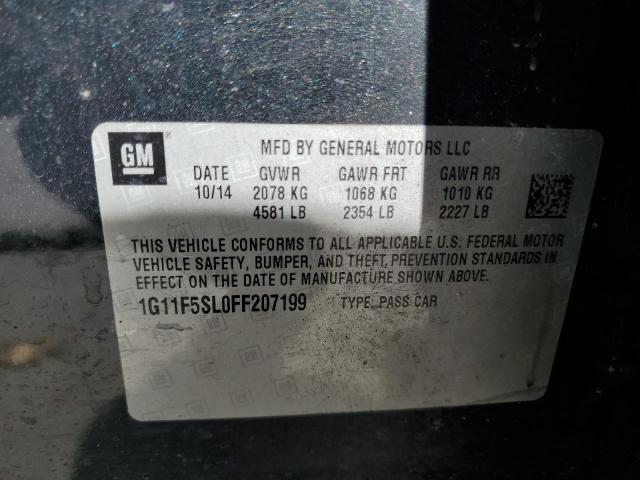 GM ®
MFD BY GENERAL MOTORS LLC
DATE GVWR GAWR FRT GAWR RR
10/14 2078 KG 1068 KG 1010 KG
4581 LB 2354 LB 2227 LB
THIS VEHICLE CONFORMS TO ALL APPLICABLE U.S. FEDERAL MOTOR
VEHICLE SAFETY, BUMPER, AND THEFT PREVENTION STANDARDS IN
EFFECT ON THE DATE OF MANUFACTURE SHOWN ABOVE.
1G11F5SL0FF207199 TYPE: PASS CAR